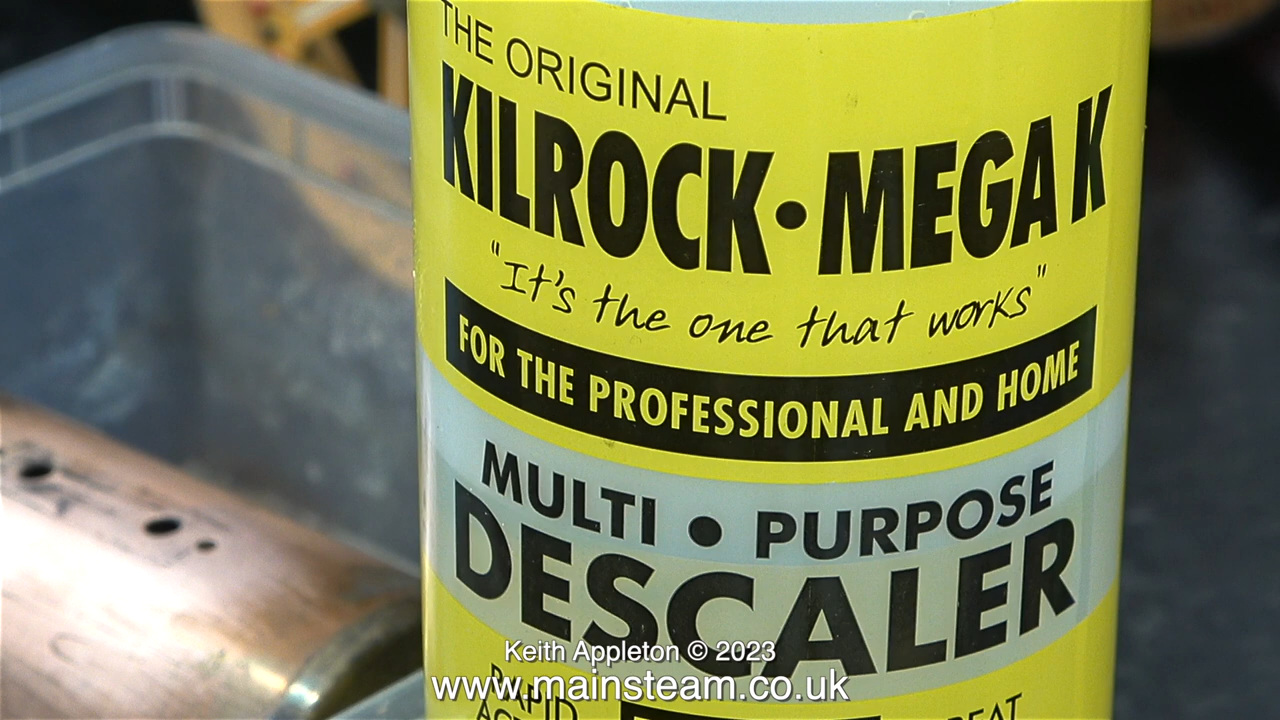 THE ORIGINAL
KILROCK • MEGA K
"It's the one that works"
FOR THE PROFESSIONAL AND HOME
MULTI • PURPOSE
DESCALER
Keith Appleton © 2023
www.mainsteam.co.uk
RAPID